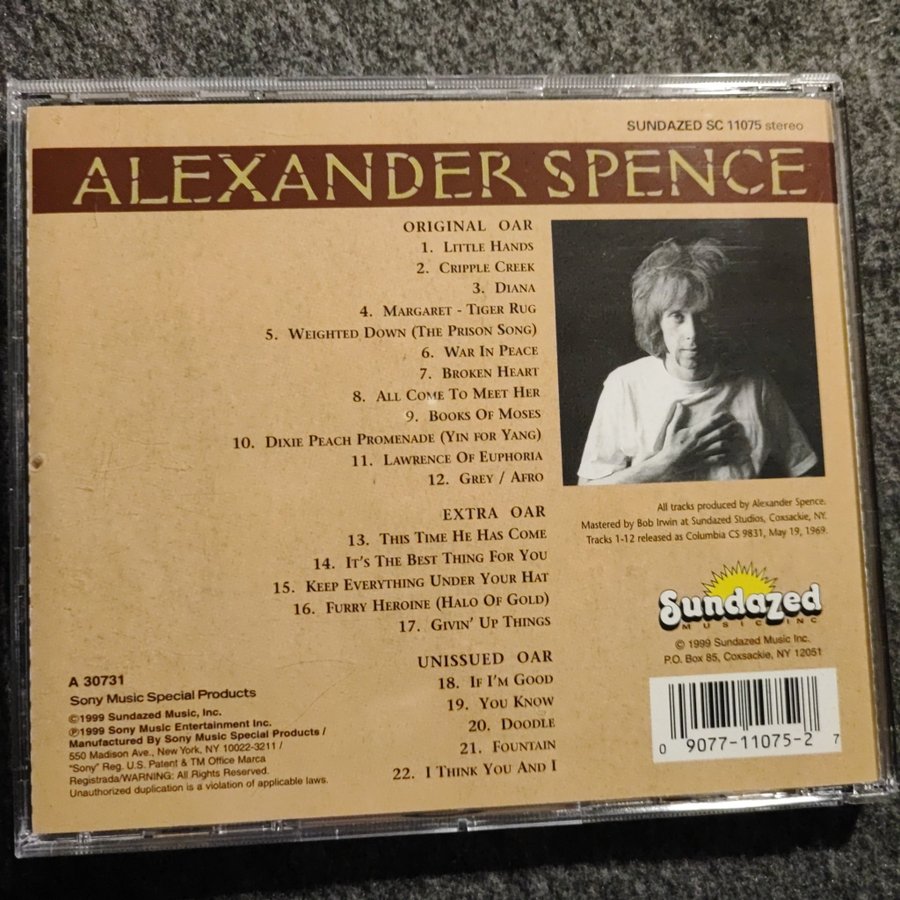 SUNDAZED SC 11075 stereo
ALEXANDER SPENCE
ORIGINAL OAR
1. LITTLE HANDS
2. CRIPPLE CREEK
3. DIANA
4. MARGARET - TIGER RUG
5. WEIGHTED DOWN (THE PRISON SONG)
6. WAR IN PEACE
7. BROKEN HEART
8. ALL COME TO MEET HER
9. BOOKS OF MOSES
10. DIXIE PEACH PROMENADE (YIN FOR YANG)
11. LAWRENCE OF EUPHORIA
12. GREY / AFRO
EXTRA OAR
13. THIS TIME HE HAS COME
14. IT'S THE BEST THING FOR YOU
15. KEEP EVERYTHING UNDER YOUR HAT
16. FURRY HEROINE (HALO OF GOLD)
17. GIVIN' UP THINGS
UNISSUED OAR
18. IF I'M GOOD
19. YOU KNOW
20. DOODLE
21. FOUNTAIN
22. I THINK YOU AND I
All tracks produced by Alexander Spence.
Mastered by Bob Irwin at Sundazed Studios, Coxsackie, NY.
Tracks 1-12 released as Columbia CS 9831, May 19, 1969.
Sundazed
MUSIC INC
© 1999 Sundazed Music Inc.
P.O. Box 85, Coxsackie, NY 12051
0 9077-11075-2 7
A 30731
Sony Music Special Products
©1999 Sundazed Music, Inc.
℗1999 Sony Music Entertainment Inc.
Manufactured By Sony Music Special Products /
550 Madison Ave., New York, NY 10022-3211 /
"Sony" Reg. U.S. Patent & TM Office Marca
Registrada/WARNING: All Rights Reserved.
Unauthorized duplication is a violation of applicable laws.